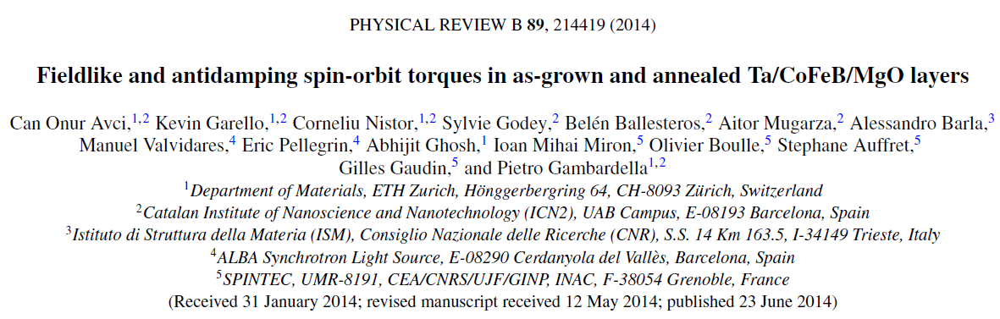 PHYSICAL REVIEW B 89, 214419 (2014)
Fieldlike and antidamping spin-orbit torques in as-grown and annealed Ta/CoFeB/MgO layers
Can Onur Avci,1,2 Kevin Garello,1,2 Corneliu Nistor,1,2 Sylvie Godey,2 Belén Ballesteros,2 Aitor Mugarza,2 Alessandro Barla,3
Manuel Valvidares,4 Eric Pellegrin,4 Abhijit Ghosh,1 Ioan Mihai Miron,5 Olivier Boulle,5 Stephane Auffret,5
Gilles Gaudin,5 and Pietro Gambardella1,2
1Department of Materials, ETH Zurich, Hönggerbergring 64, CH-8093 Zürich, Switzerland
2Catalan Institute of Nanoscience and Nanotechnology (ICN2), UAB Campus, E-08193 Barcelona, Spain
3Istituto di Struttura della Materia (ISM), Consiglio Nazionale delle Ricerche (CNR), S.S. 14 Km 163.5, I-34149 Trieste, Italy
4ALBA Synchrotron Light Source, E-08290 Cerdanyola del Vallès, Barcelona, Spain
5SPINTEC, UMR-8191, CEA/CNRS/UJF/GINP, INAC, F-38054 Grenoble, France
(Received 31 January 2014; revised manuscript received 12 May 2014; published 23 June 2014)